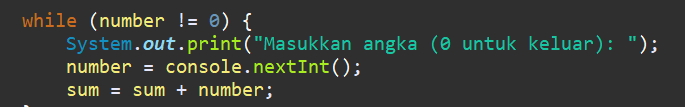 while (number != 0) {
System.out.print("Masukkan angka (0 untuk keluar): ");
number = console.nextInt();
sum = sum + number;